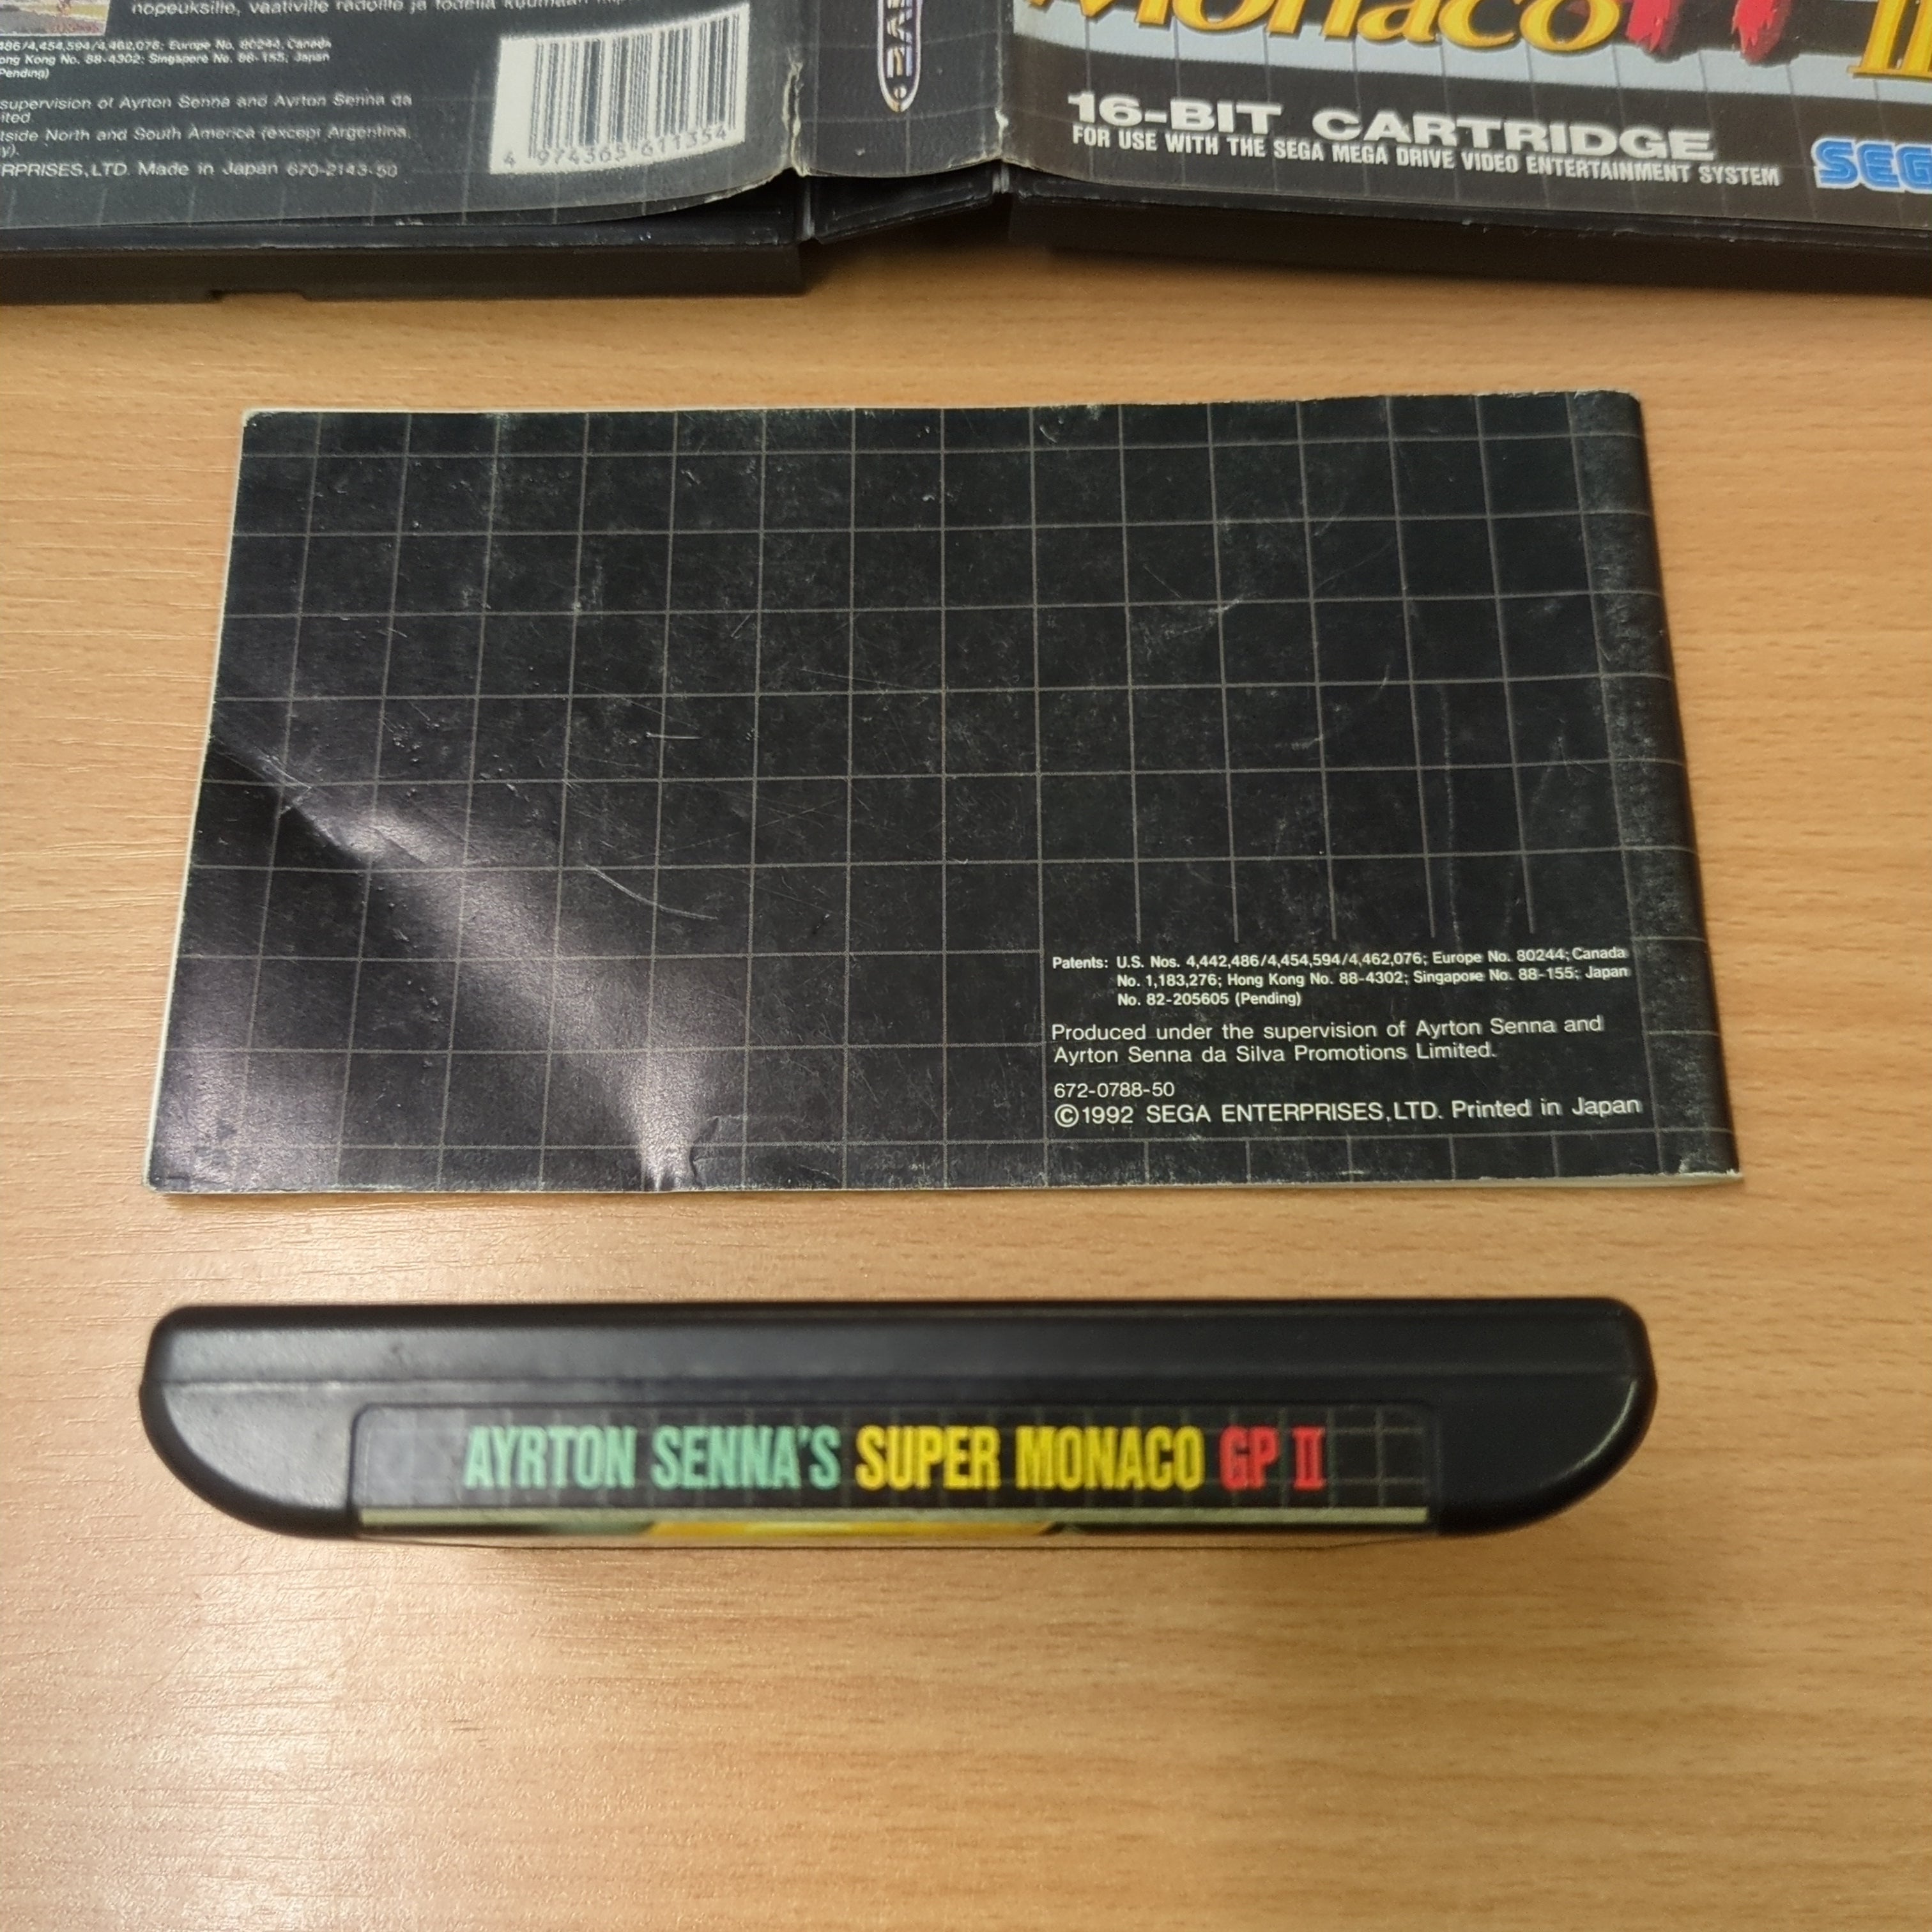 nopeuksille, vaativille radoille ja todella
486/4,454,594/4,462,076; Europe No. 80244, Canada
ong Kong No. 88-4302; Singapore No. 88-155, Japan
Pending)
supervision of Ayrton Senna and Ayrton Senna da
ited
tside North and South America (except Argentina,
y).
RPRISES,LTD. Made in Japan 670-2143-50
4 974365 611354
Monaco
II
16-BIT CARTRIDGE
FOR USE WITH THE SEGA MEGA DRIVE VIDEO ENTERTAINMENT SYSTEM
SEG
Patents: U.S. Nos. 4,442,486/4,454,594/4,462,076; Europe No. 80244; Canada
No. 1,183,276; Hong Kong No. 88-4302; Singapore No. 88-155; Japan
No. 82-205605 (Pending)
Produced under the supervision of Ayrton Senna and
Ayrton Senna da Silva Promotions Limited.
672-0788-50
©1992 SEGA ENTERPRISES,LTD. Printed in Japan
AYRTON SENNA'S SUPER MONACO GP II